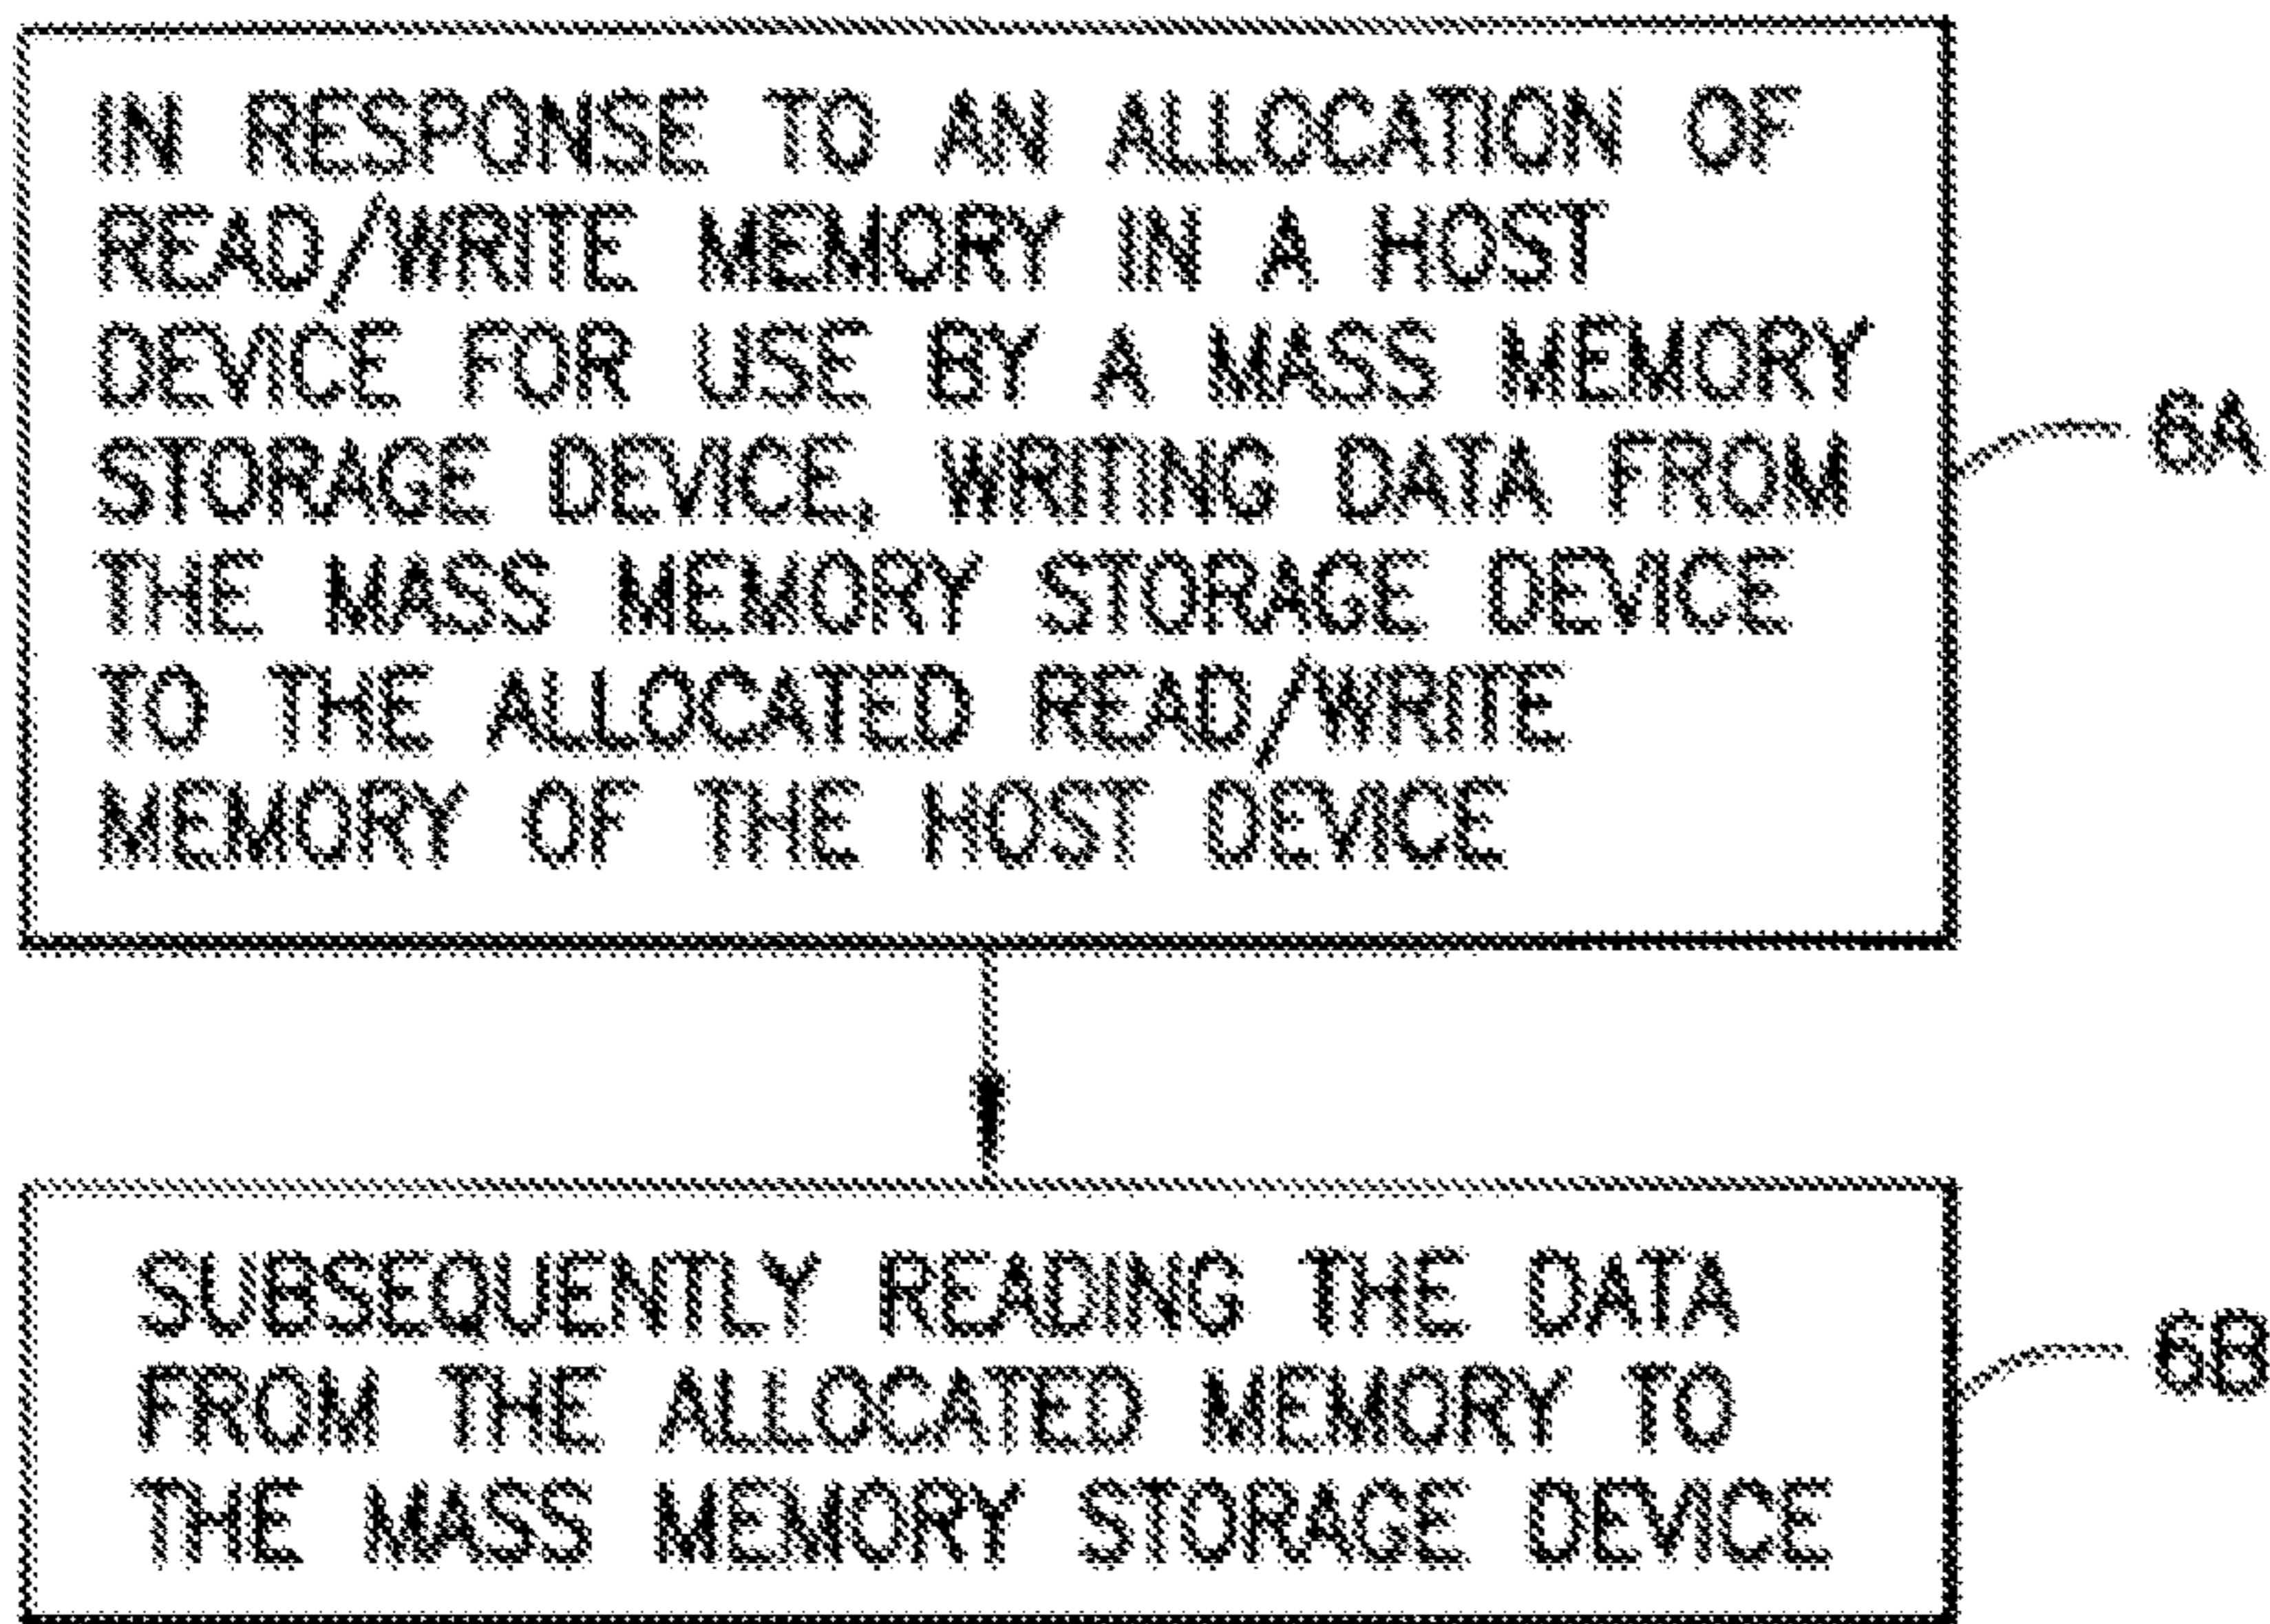 IN RESPONSE TO AN ALLOCATION OF
READ/WRITE MEMORY IN A HOST
DEVICE FOR USE BY A MASS MEMORY
STORAGE DEVICE, WRITING DATA FROM
THE MASS MEMORY STORAGE DEVICE
TO THE ALLOCATED READ/WRITE
MEMORY OF THE HOST DEVICE
6A
SUBSEQUENTLY READING THE DATA
FROM THE ALLOCATED MEMORY TO
THE MASS MEMORY STORAGE DEVICE
6B